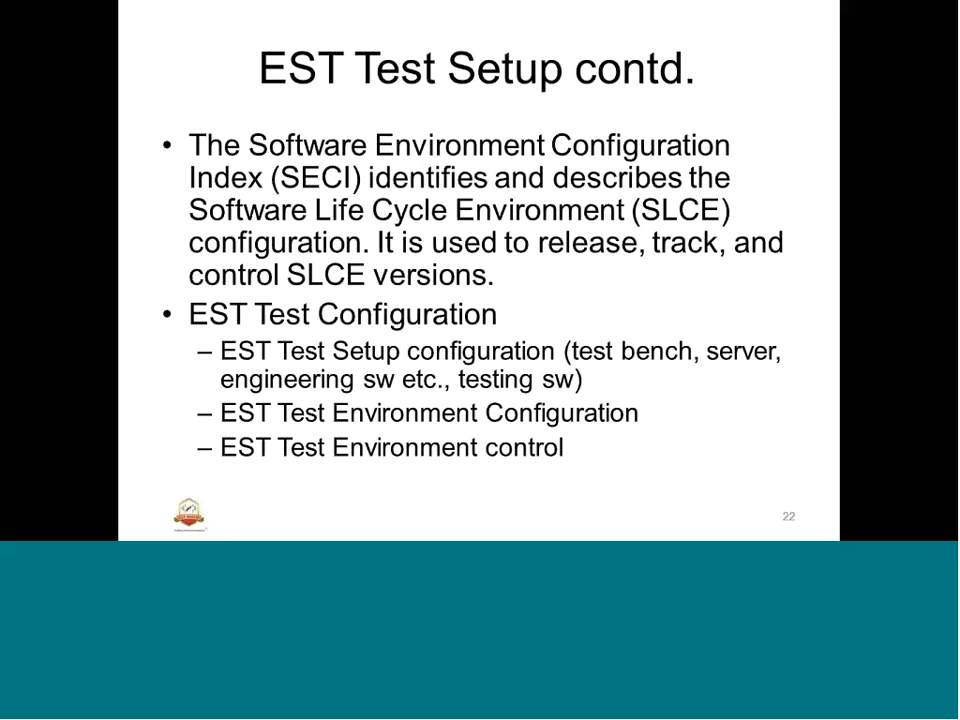 EST Test Setup contd.
• The Software Environment Configuration
Index (SECI) identifies and describes the
Software Life Cycle Environment (SLCE)
configuration. It is used to release, track, and
control SLCE versions.
• EST Test Configuration
– EST Test Setup configuration (test bench, server,
engineering sw etc., testing sw)
– EST Test Environment Configuration
– EST Test Environment control
22